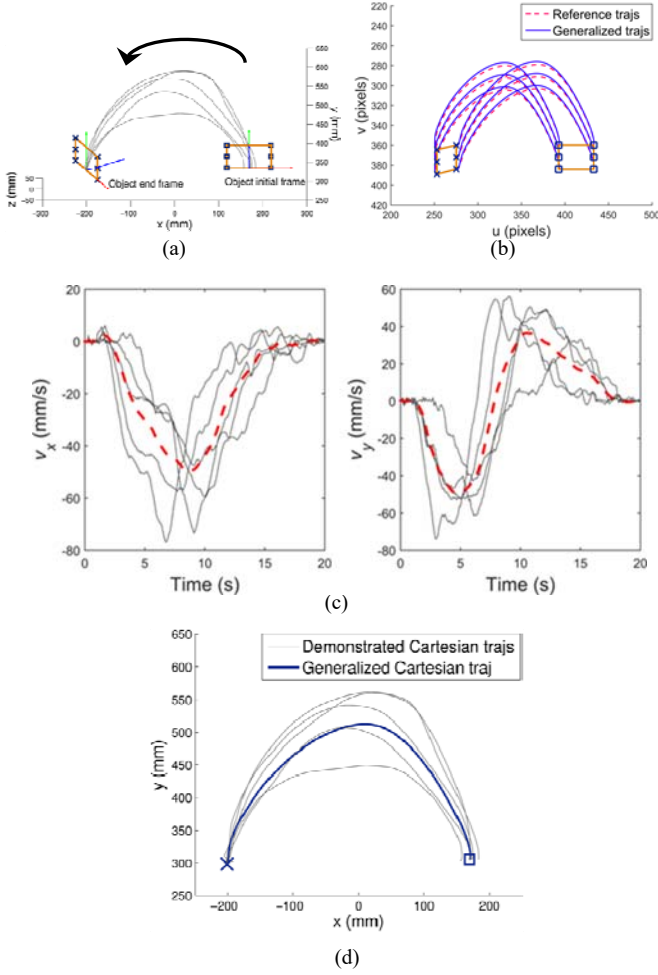 650
600
550
500
450
400
350
300
250
y (mm)
z (mm)
50
0
-50
Object end frame
Object initial frame
-300 -200 -100 0 100 200 300
x (mm)
(a)
220
240
260
280
300
320
340
360
380
400
420
v (pixels)
Reference trajs
Generalized trajs
200 250 300 350 400 450 500
u (pixels)
(b)
20
0
-20
-40
-60
-80
v_x (mm/s)
0 5 10 15 20
Time (s)
60
40
20
0
-20
-40
-60
-80
v_y (mm/s)
0 5 10 15 20
Time (s)
(c)
650
600
550
500
450
400
350
300
250
y (mm)
Demonstrated Cartesian trajs
Generalized Cartesian traj
-200 -100 0 100 200
x (mm)
(d)